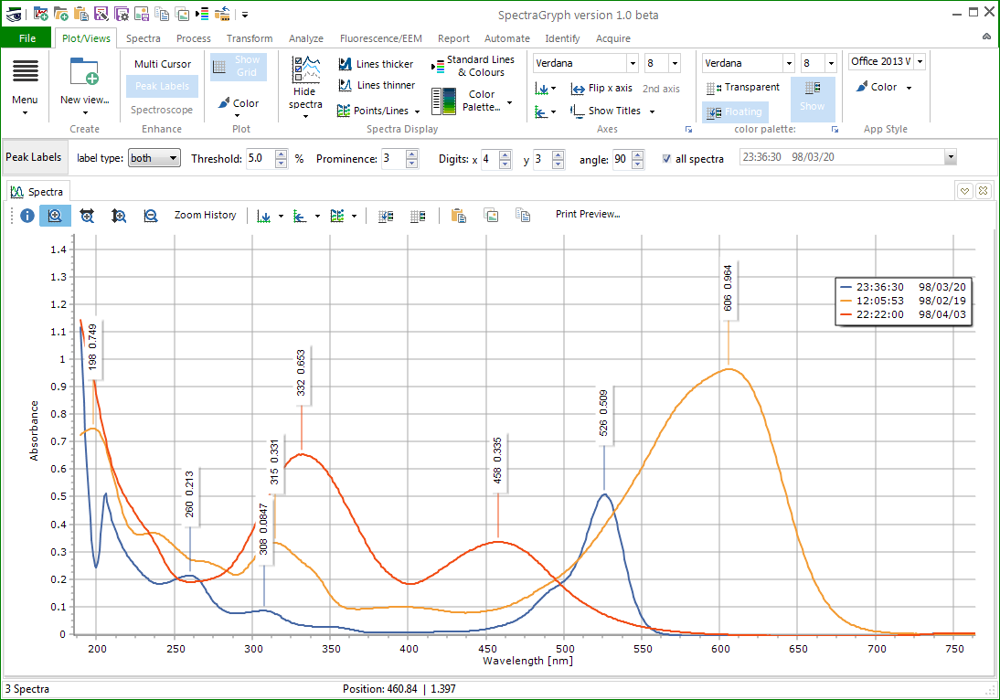 SpectraGryph version 1.0 beta
File Plot/Views Spectra Process Transform Analyze Fluorescence/EEM Report Automate Identify Acquire
Menu
New view...
Create
Multi Cursor
Peak Labels
Spectroscope
Enhance
Show
Grid
Color
Plot
Hide
spectra
Lines thicker
Lines thinner
Points/Lines
Standard Lines
& Colours
Color
Palette...
Spectra Display
Verdana 8
Flip x axis 2nd axis
Show Titles
Axes
Verdana 8
Transparent
Floating
Show
color palette:
Office 2013 W
Color
App Style
Peak Labels label type: both Threshold: 5.0 % Prominence: 3 Digits: x 4 y 3 angle: 90 all spectra 23:36:30 98/03/20
Spectra
Zoom History Print Preview...
1.4
1.3
1.2
1.1
1
0.9
0.8
0.7
0.6
0.5
0.4
0.3
0.2
0.1
0
Absorbance
198 0.749
260 0.213
308 0.0847
315 0.331
332 0.653
458 0.335
526 0.509
606 0.964
23:36:30 98/03/20
12:05:53 98/02/19
22:22:00 98/04/03
200 250 300 350 400 450 500 550 600 650 700 750
Wavelength [nm]
3 Spectra Position: 460.84 | 1.397